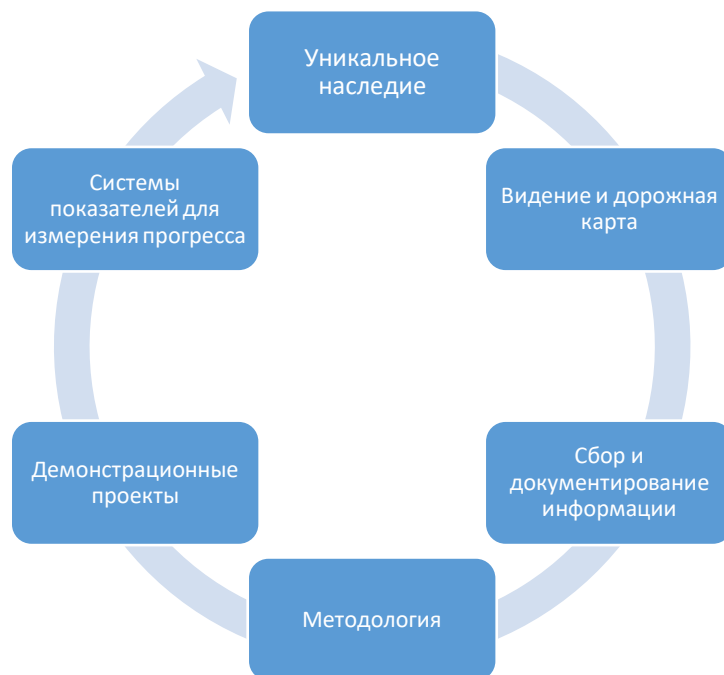 Уникальное
наследие
Видение и дорожная
карта
Сбор и
документирование
информации
Методология
Демонстрационные
проекты
Системы
показателей для
измерения прогресса